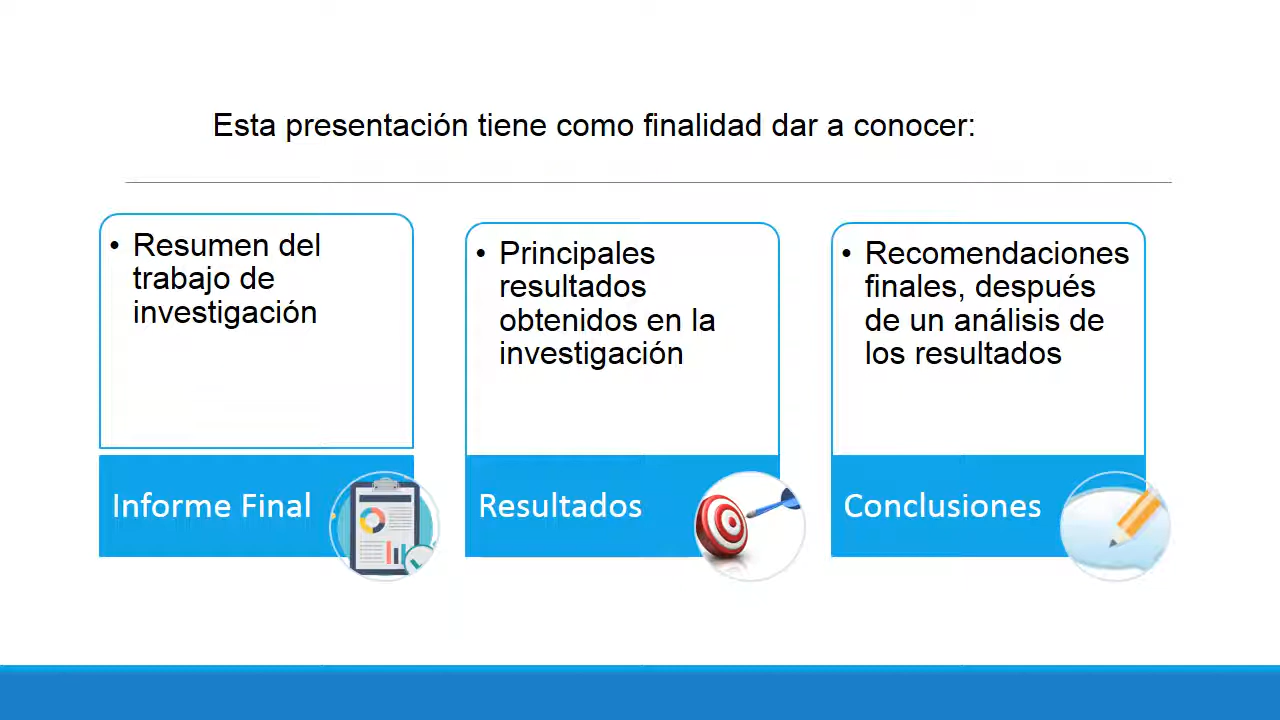 Esta presentación tiene como finalidad dar a conocer:
• Resumen del
trabajo de
investigación
Informe Final
• Principales
resultados
obtenidos en la
investigación
Resultados
• Recomendaciones
finales, después
de un análisis de
los resultados
Conclusiones